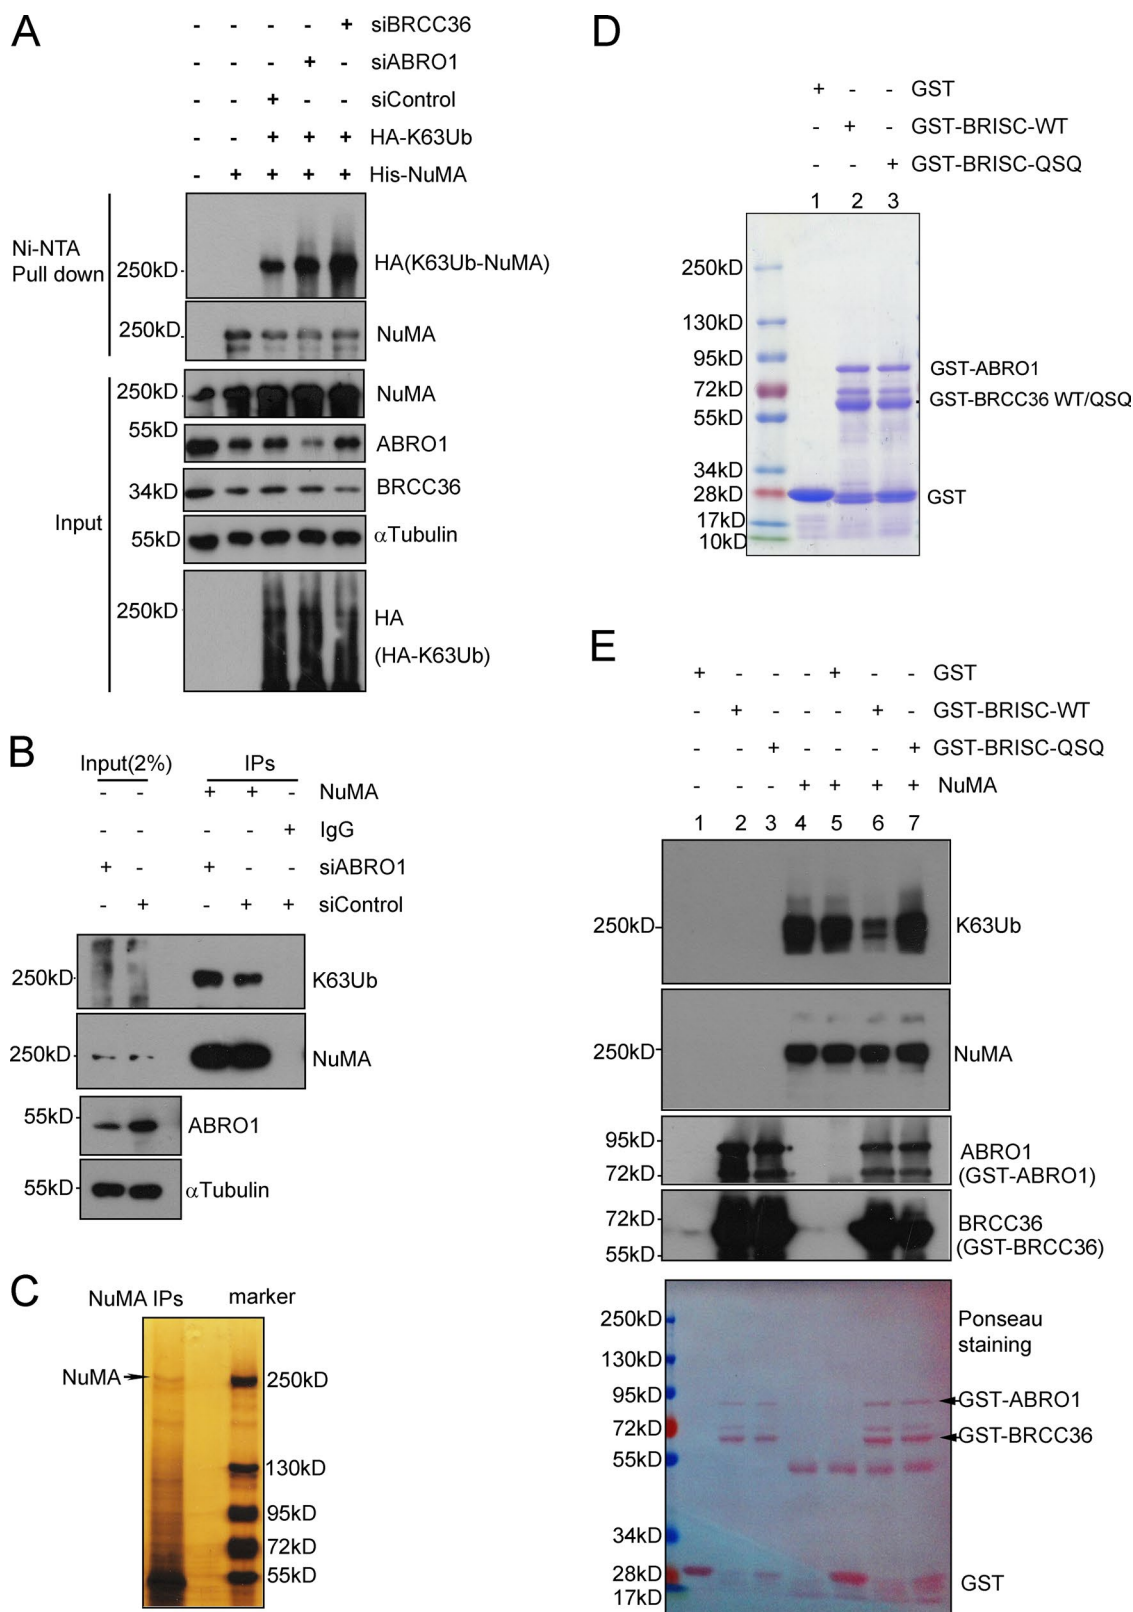 A
- - - - + siBRCC36
- - - + - siABRO1
- - + - - siControl
- - + + + HA-K63Ub
- + + + + His-NuMA
Ni-NTA
Pull down
250kD
HA(K63Ub-NuMA)
250kD
NuMA
Input
250kD
NuMA
55kD
ABRO1
34kD
BRCC36
55kD
αTubulin
250kD
HA
(HA-K63Ub)
B
Input(2%) IPs
- - + + - NuMA
- - - - + IgG
+ - + - - siABRO1
- + - + + siControl
250kD
K63Ub
250kD
NuMA
55kD
ABRO1
55kD
αTubulin
C
NuMA IPs marker
NuMA
250kD
130kD
95kD
72kD
55kD
D
+ - - GST
- + - GST-BRISC-WT
- - + GST-BRISC-QSQ
1 2 3
250kD
130kD
95kD
72kD
55kD
34kD
28kD
17kD
10kD
GST-ABRO1
GST-BRCC36 WT/QSQ
GST
E
+ - - - + - - GST
- + - - - + - GST-BRISC-WT
- - + - - - + GST-BRISC-QSQ
- - - + + + + NuMA
1 2 3 4 5 6 7
250kD
K63Ub
250kD
NuMA
95kD
72kD
ABRO1
(GST-ABRO1)
72kD
55kD
BRCC36
(GST-BRCC36)
250kD
130kD
95kD
72kD
55kD
34kD
28kD
17kD
Ponseau
staining
GST-ABRO1
GST-BRCC36
GST